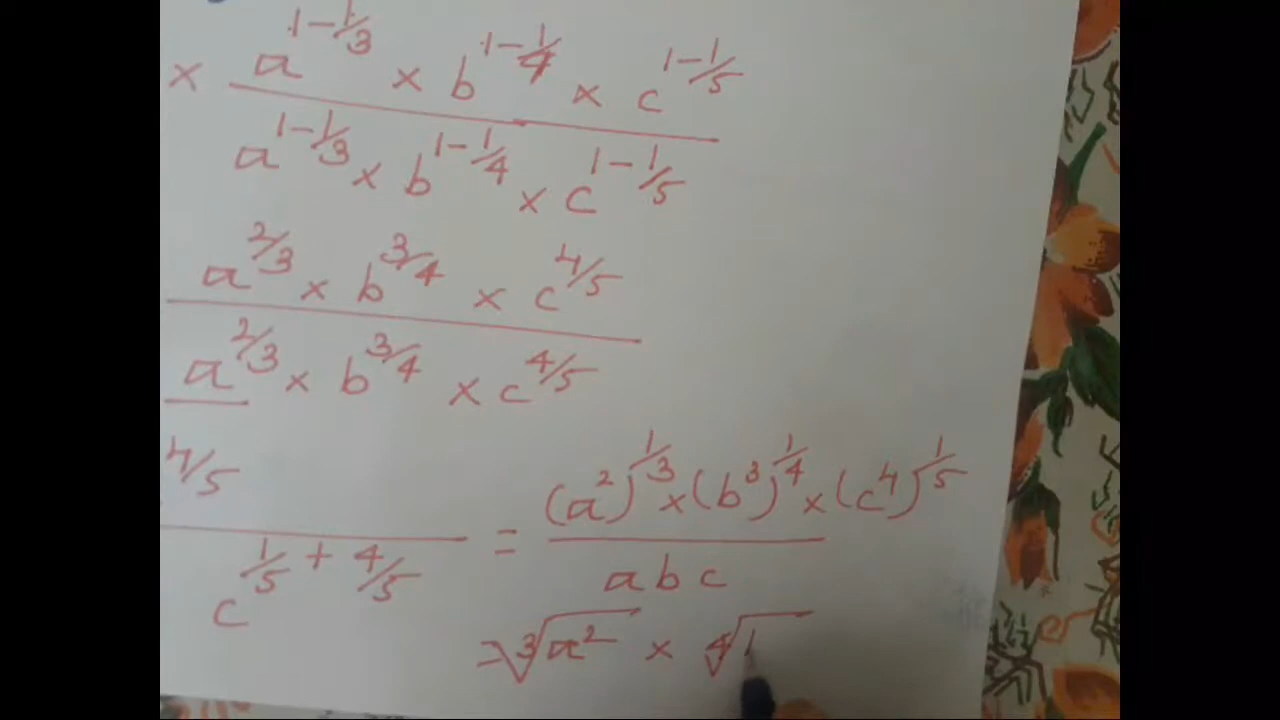 × a^{1-1/3} × b^{1-1/4} × c^{1-1/5}
a^{1-1/3} × b^{1-1/4} × c^{1-1/5}
a^{2/3} × b^{3/4} × c^{4/5}
a^{2/3} × b^{3/4} × c^{4/5}
4/5
c^{1/5 + 4/5}
= (a²)^{1/3} × (b³)^{1/4} × (c⁴)^{1/5}
a b c
= ∛a² × ∜